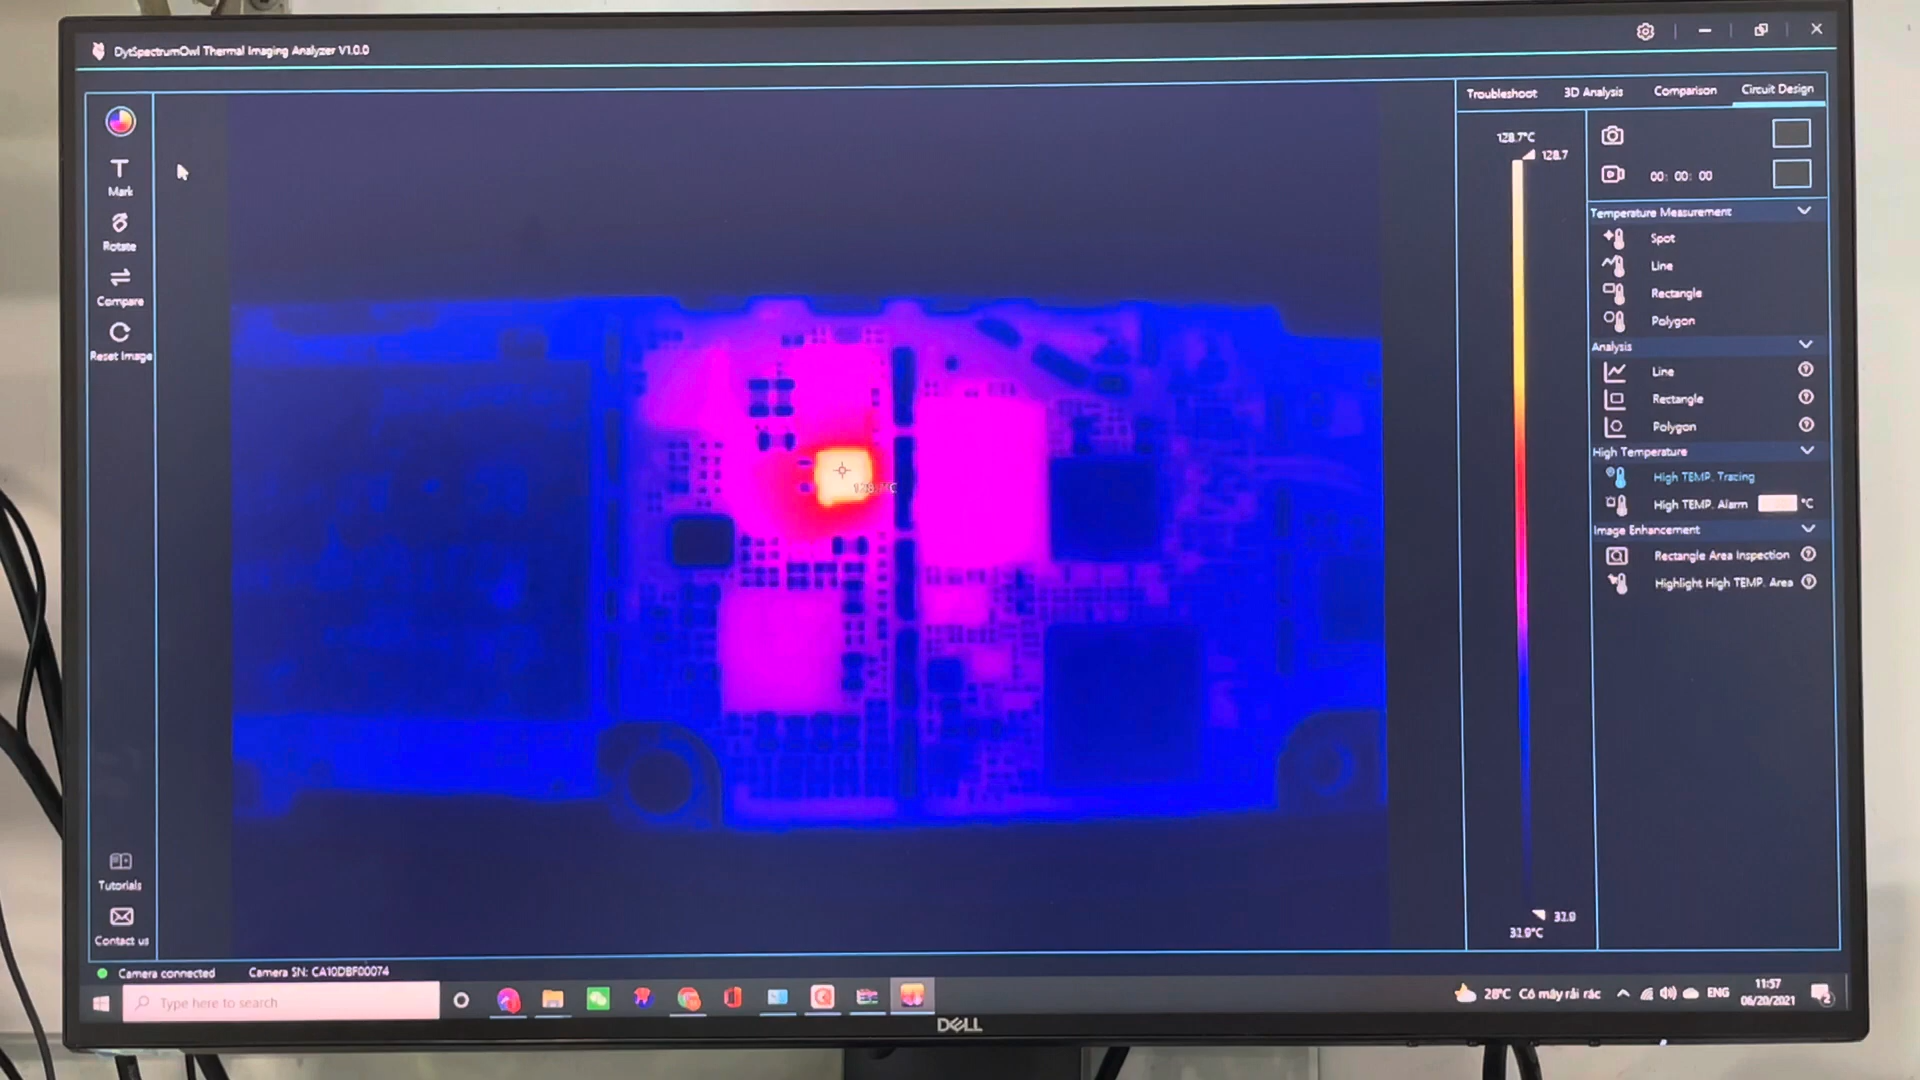 DytSpectrumOwl Thermal Imaging Analyzer V1.0.0
Mark
Rotate
Compare
Reset Image
Tutorials
Contact us
Troubleshoot 3D Analysis Comparison Circuit Design
128.7°C
128.7
00: 00: 00
Temperature Measurement
Spot
Line
Rectangle
Polygon
Analysis
Line
Rectangle
Polygon
High Temperature
High TEMP. Tracing
High TEMP. Alarm °C
Image Enhancement
Rectangle Area Inspection
Highlight High TEMP. Area
31.9
31.9°C
Camera connected Camera SN: CA10DBF00074
Type here to search
28°C Có mây rải rác ENG
11:57
06/20/2021
2
DELL